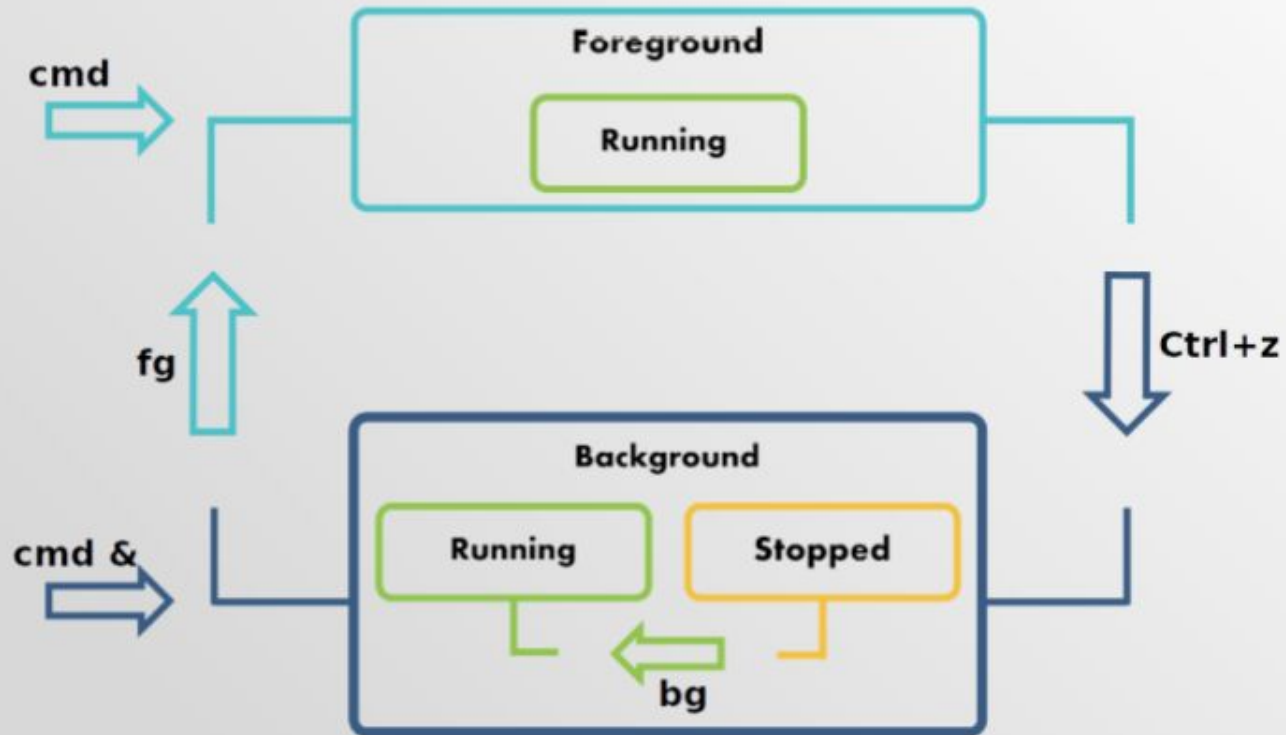 Foreground
cmd
Running
fg
Ctrl+z
Background
cmd &
Running
Stopped
bg